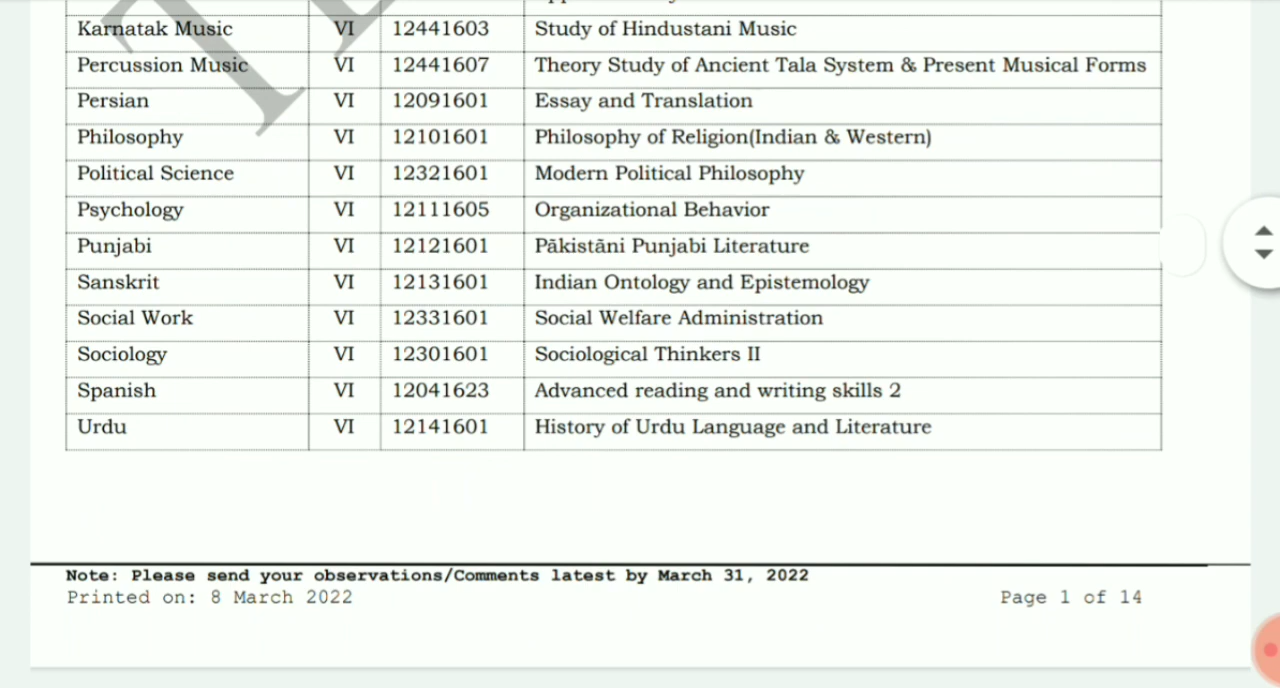 Karnatak Music VI 12441603 Study of Hindustani Music
Percussion Music VI 12441607 Theory Study of Ancient Tala System & Present Musical Forms
Persian VI 12091601 Essay and Translation
Philosophy VI 12101601 Philosophy of Religion(Indian & Western)
Political Science VI 12321601 Modern Political Philosophy
Psychology VI 12111605 Organizational Behavior
Punjabi VI 12121601 Pākistāni Punjabi Literature
Sanskrit VI 12131601 Indian Ontology and Epistemology
Social Work VI 12331601 Social Welfare Administration
Sociology VI 12301601 Sociological Thinkers II
Spanish VI 12041623 Advanced reading and writing skills 2
Urdu VI 12141601 History of Urdu Language and Literature
Note: Please send your observations/Comments latest by March 31, 2022
Printed on: 8 March 2022 Page 1 of 14